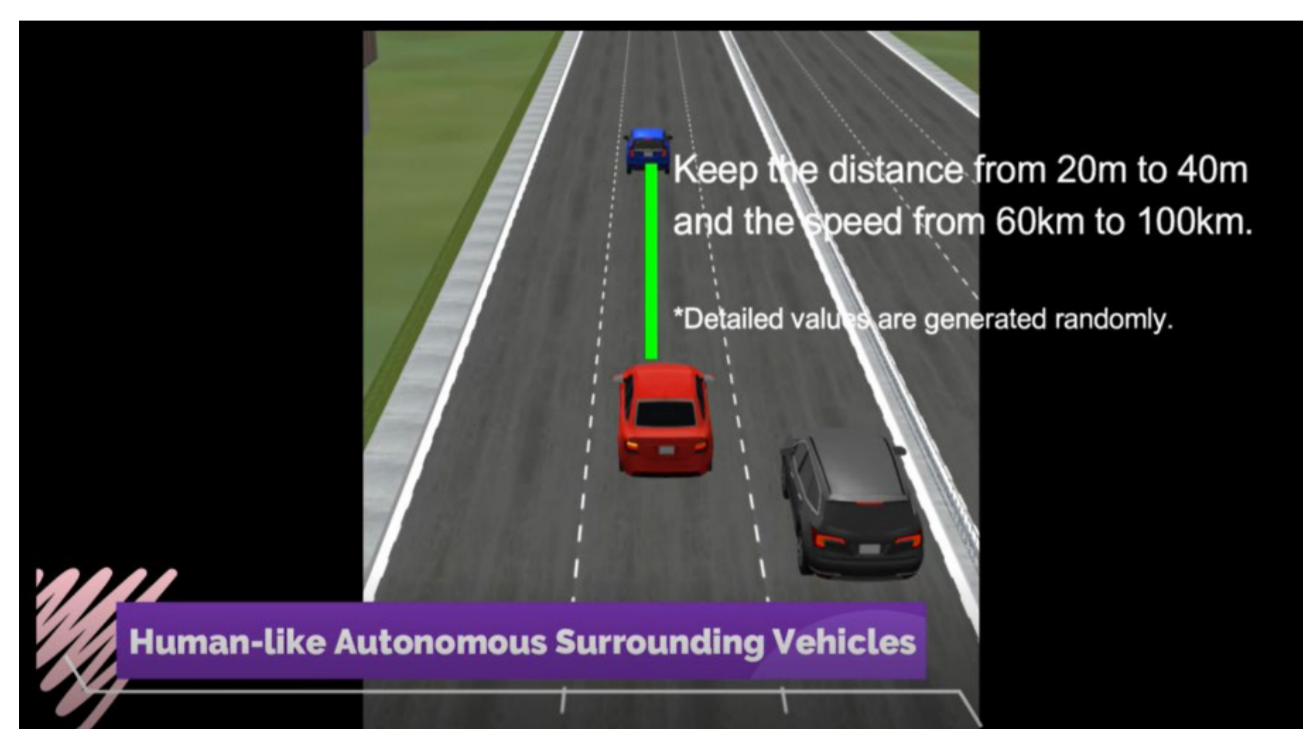 Keep the distance from 20m to 40m
and the speed from 60km to 100km.
*Detailed values are generated randomly.
Human-like Autonomous Surrounding Vehicles